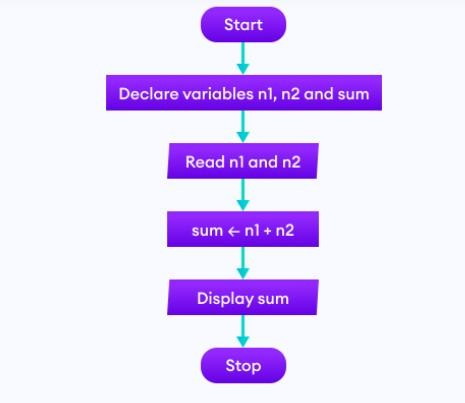 Start
Declare variables n1, n2 and sum
Read n1 and n2
sum ← n1 + n2
Display sum
Stop